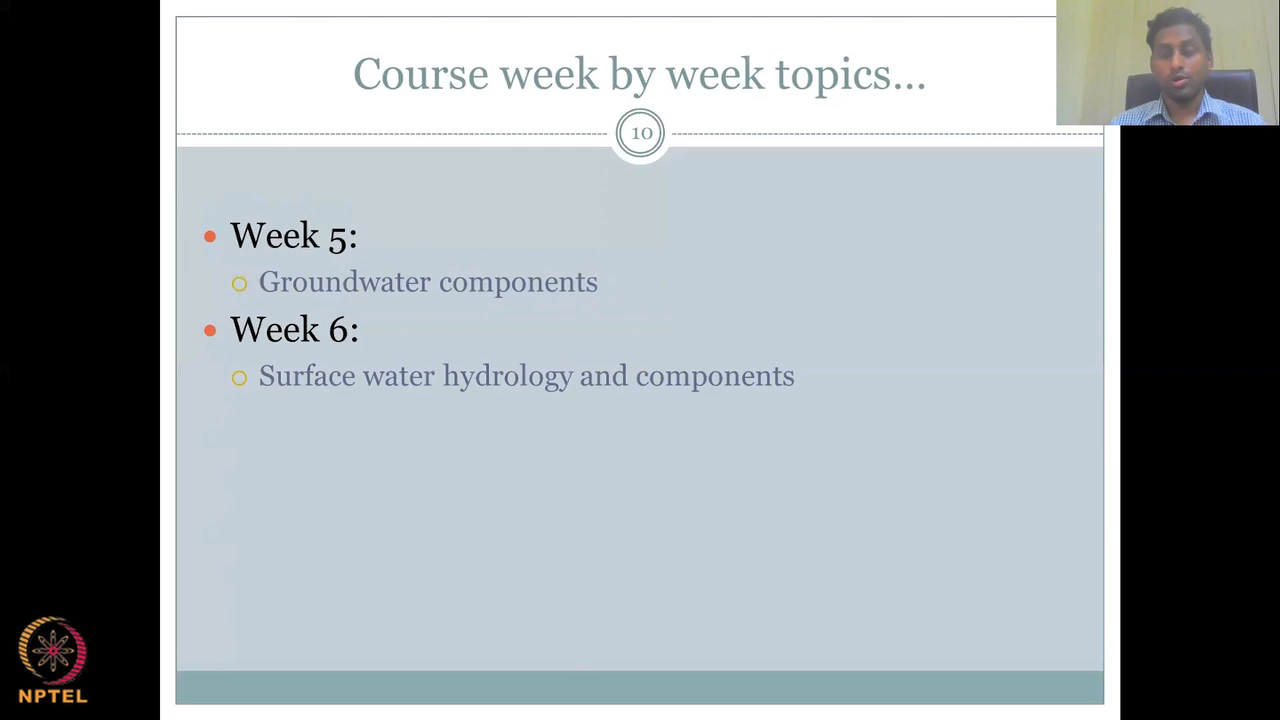 Course week by week topics...
10
Week 5:
Groundwater components
Week 6:
Surface water hydrology and components
NPTEL